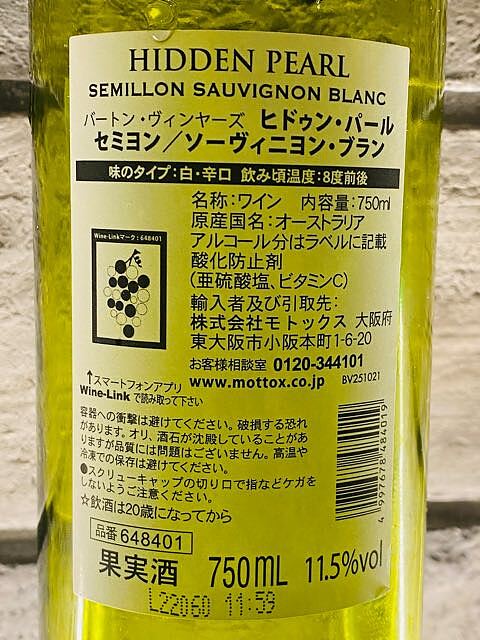 HIDDEN PEARL
SEMILLON SAUVIGNON BLANC
バートン・ヴィンヤーズ ヒドゥン・パール
セミヨン／ソーヴィニヨン・ブラン
味のタイプ：白・辛口 飲み頃温度：8度前後
名称：ワイン 内容量：750ml
原産国名：オーストラリア
アルコール分はラベルに記載
酸化防止剤
(亜硫酸塩、ビタミンC)
輸入者及び引取先：
株式会社モトックス 大阪府
東大阪市小阪本町1-6-20
お客様相談室 0120-344101
www.mottox.co.jp BV251021
Wine-Linkマーク：648401
↑スマートフォンアプリ
Wine-Link で読み取って下さい
容器への衝撃は避けてください。破損する恐れ
があります。オリ、酒石が沈殿していることがあ
りますが品質には問題はございません。高温や
冷凍での保存は避けてください。
●スクリューキャップの切り口で指などケガを
しないようご注意ください。
☆飲酒は20歳になってから
品番 648401
果実酒 750ML 11.5%vol
4997678484019
L22060 11:59